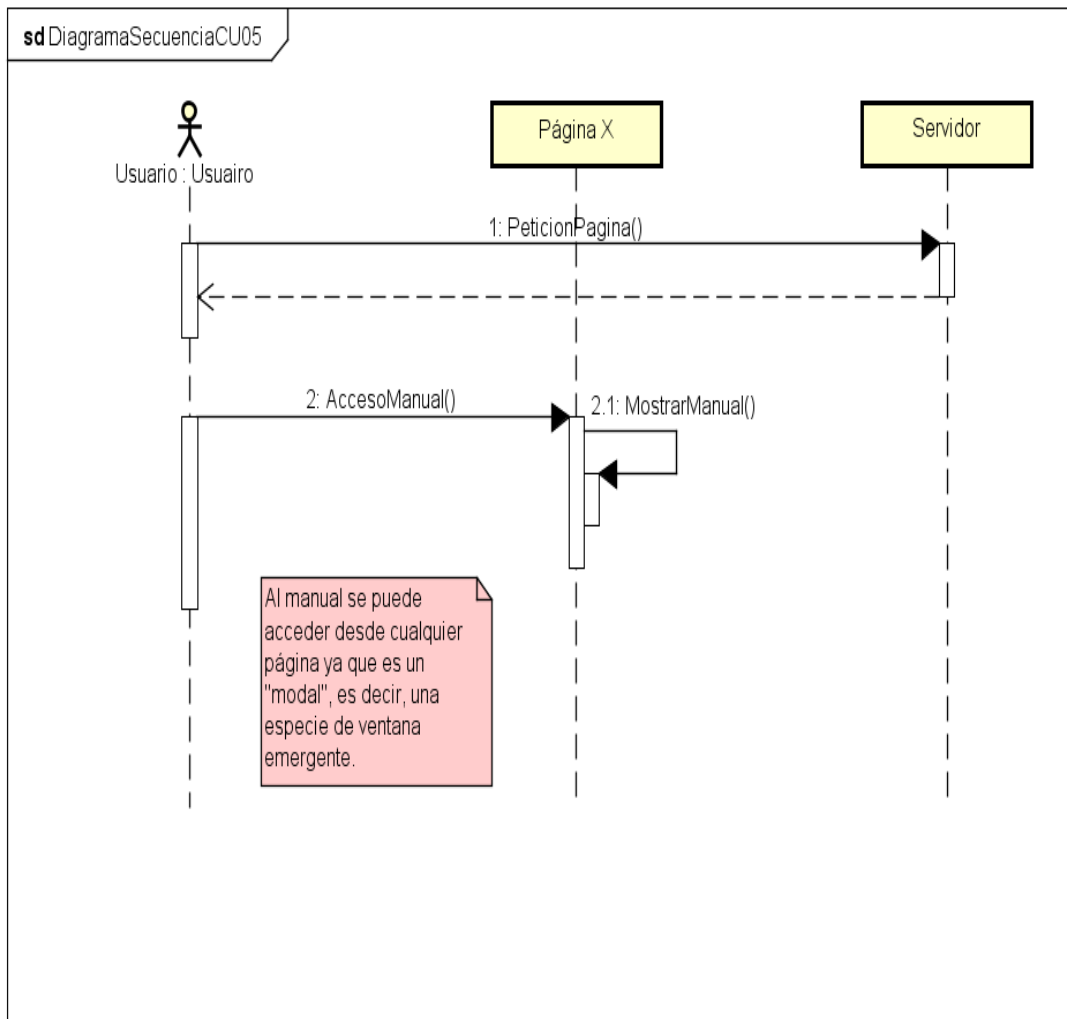 sd DiagramaSecuenciaCU05
Usuario : Usuairo
Página X
Servidor
1: PeticionPagina()
2: AccesoManual()
2.1: MostrarManual()
Al manual se puede
acceder desde cualquier
página ya que es un
"modal", es decir, una
especie de ventana
emergente.